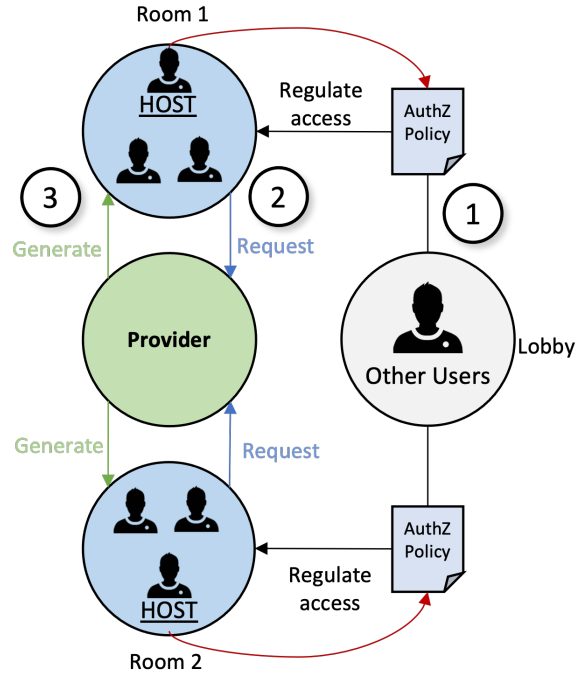 Room 1
HOST
Regulate
access
AuthZ
Policy
3
2
1
Generate
Request
Provider
Other Users
Lobby
Generate
Request
HOST
Regulate
access
AuthZ
Policy
Room 2